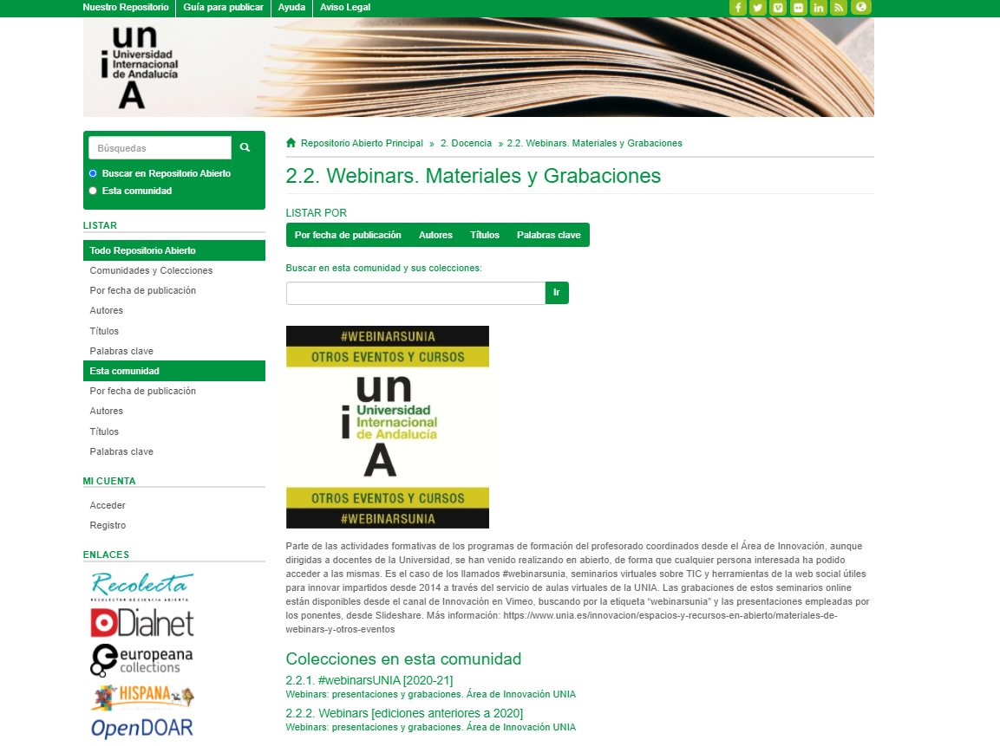 Nuestro Repositorio
Guía para publicar
Ayuda
Aviso Legal
un
i Universidad
Internacional
de Andalucía
A
Búsquedas
Buscar en Repositorio Abierto
Esta comunidad
LISTAR
Todo Repositorio Abierto
Comunidades y Colecciones
Por fecha de publicación
Autores
Títulos
Palabras clave
Esta comunidad
Por fecha de publicación
Autores
Títulos
Palabras clave
MI CUENTA
Acceder
Registro
ENLACES
Recolecta
RECOLECTOR DE CIENCIA ABIERTA
Dialnet
europeana
collections
HISPANA
OpenDOAR
Repositorio Abierto Principal » 2. Docencia » 2.2. Webinars. Materiales y Grabaciones
2.2. Webinars. Materiales y Grabaciones
LISTAR POR
Por fecha de publicación Autores Títulos Palabras clave
Buscar en esta comunidad y sus colecciones:
Ir
#WEBINARSUNIA
OTROS EVENTOS Y CURSOS
un
i Universidad
Internacional
de Andalucía
A
OTROS EVENTOS Y CURSOS
#WEBINARSUNIA
Parte de las actividades formativas de los programas de formación del profesorado coordinados desde el Área de Innovación, aunque
dirigidas a docentes de la Universidad, se han venido realizando en abierto, de forma que cualquier persona interesada ha podido
acceder a las mismas. Es el caso de los llamados #webinarsunia, seminarios virtuales sobre TIC y herramientas de la web social útiles
para innovar impartidos desde 2014 a través del servicio de aulas virtuales de la UNIA. Las grabaciones de estos seminarios online
están disponibles desde el canal de Innovación en Vimeo, buscando por la etiqueta “webinarsunia” y las presentaciones empleadas por
los ponentes, desde Slideshare. Más información: https://www.unia.es/innovacion/espacios-y-recursos-en-abierto/materiales-de-
webinars-y-otros-eventos
Colecciones en esta comunidad
2.2.1. #webinarsUNIA [2020-21]
Webinars: presentaciones y grabaciones. Área de Innovación UNIA
2.2.2. Webinars [ediciones anteriores a 2020]
Webinars: presentaciones y grabaciones. Área de Innovación UNIA